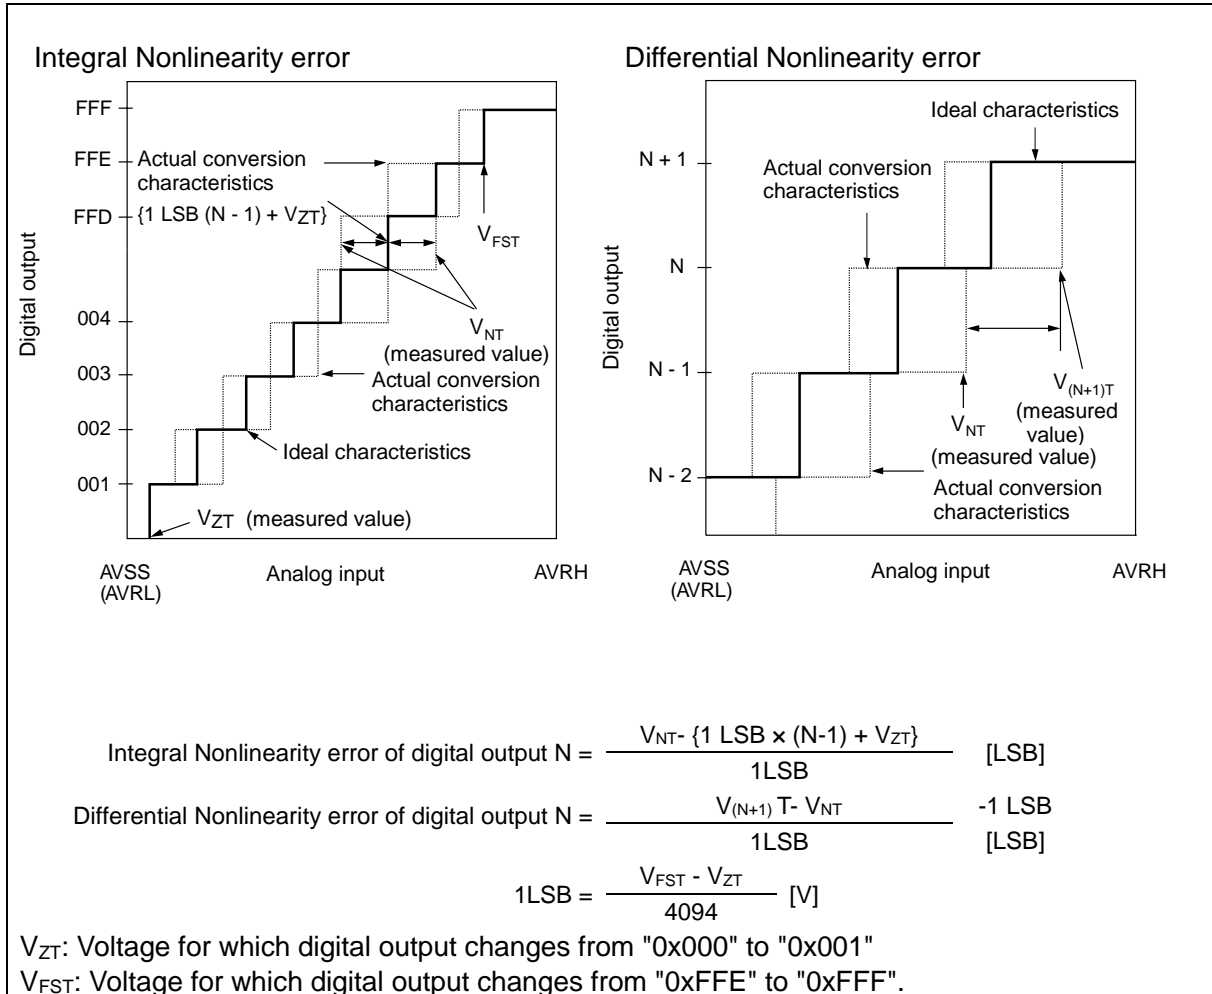 Integral Nonlinearity error
FFF
FFE
FFD
004
003
002
001
Digital output
Actual conversion
characteristics
{1 LSB (N - 1) + VZT}
VFST
VNT
(measured value)
Actual conversion
characteristics
Ideal characteristics
VZT (measured value)
AVSS
(AVRL)
Analog input
AVRH
Differential Nonlinearity error
N + 1
N
N - 1
N - 2
Digital output
Ideal characteristics
Actual conversion
characteristics
V(N+1)T
(measured
value)
VNT
(measured value)
Actual conversion
characteristics
AVSS
(AVRL)
Analog input
AVRH
Integral Nonlinearity error of digital output N = VNT- {1 LSB × (N-1) + VZT} [LSB]
1LSB
Differential Nonlinearity error of digital output N = V(N+1) T- VNT -1 LSB
1LSB [LSB]
1LSB = VFST - VZT [V]
4094
VZT: Voltage for which digital output changes from "0x000" to "0x001"
VFST: Voltage for which digital output changes from "0xFFE" to "0xFFF".